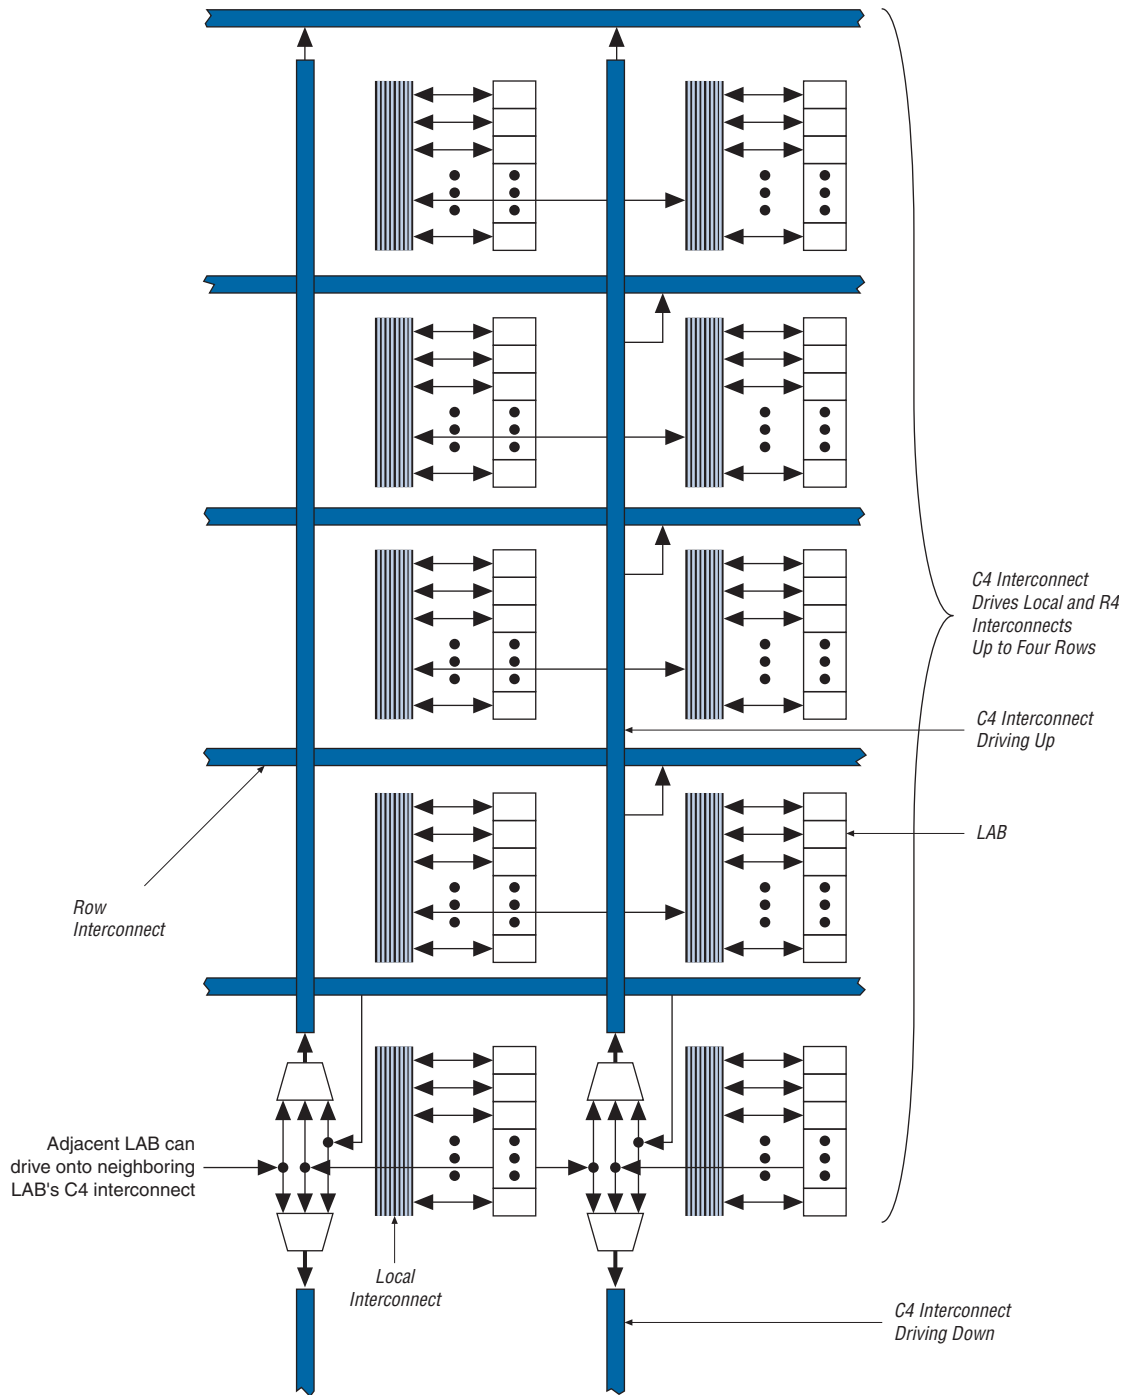 C4 Interconnect
Drives Local and R4
Interconnects
Up to Four Rows
C4 Interconnect
Driving Up
LAB
Row
Interconnect
Adjacent LAB can
drive onto neighboring
LAB's C4 interconnect
Local
Interconnect
C4 Interconnect
Driving Down